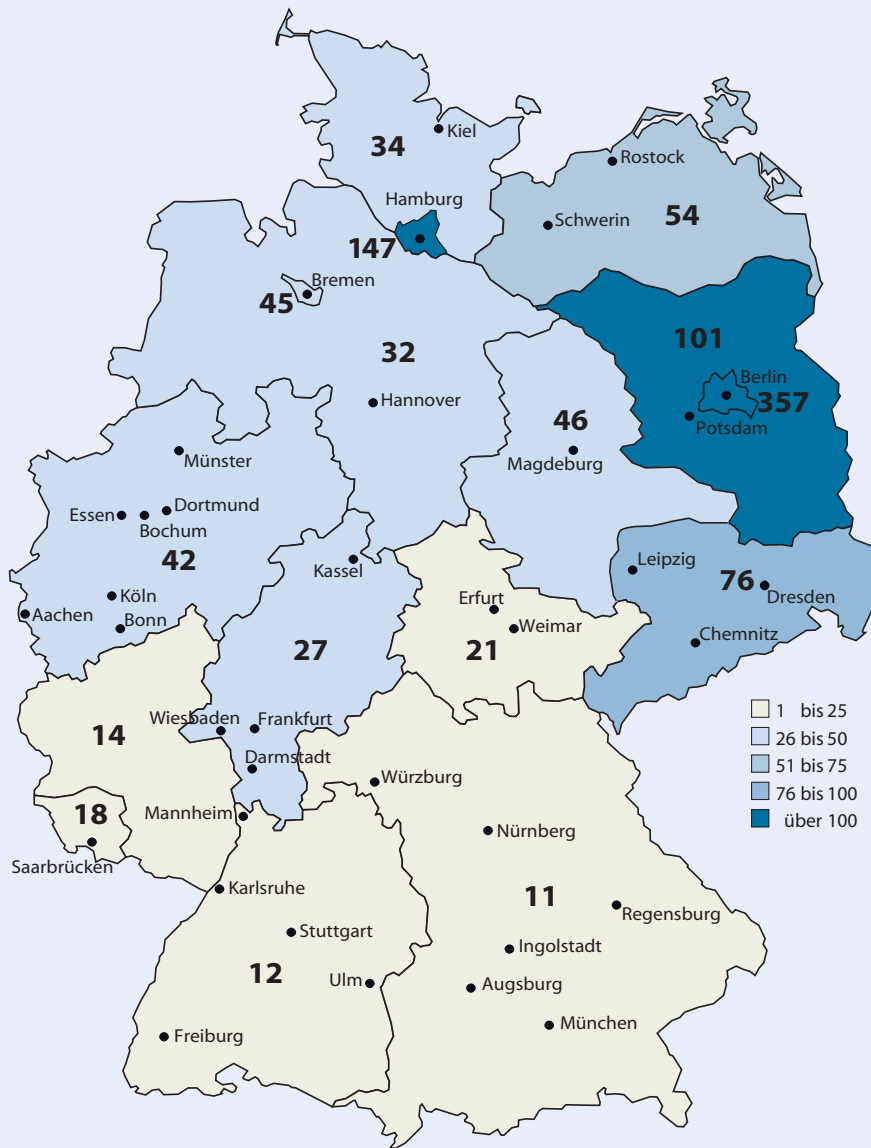 34
Kiel
Rostock
Hamburg
Schwerin
54
147
Bremen
45
101
32
Berlin
357
Hannover
46
Potsdam
Münster
Magdeburg
Essen
Dortmund
Bochum
42
Kassel
Leipzig
76
Dresden
Köln
Erfurt
Aachen
Bonn
Weimar
Chemnitz
27
21
14
Wiesbaden
Frankfurt
1 bis 25
26 bis 50
51 bis 75
76 bis 100
über 100
Darmstadt
Würzburg
18
Mannheim
Nürnberg
Saarbrücken
Karlsruhe
11
Regensburg
Stuttgart
Ingolstadt
12
Ulm
Augsburg
München
Freiburg